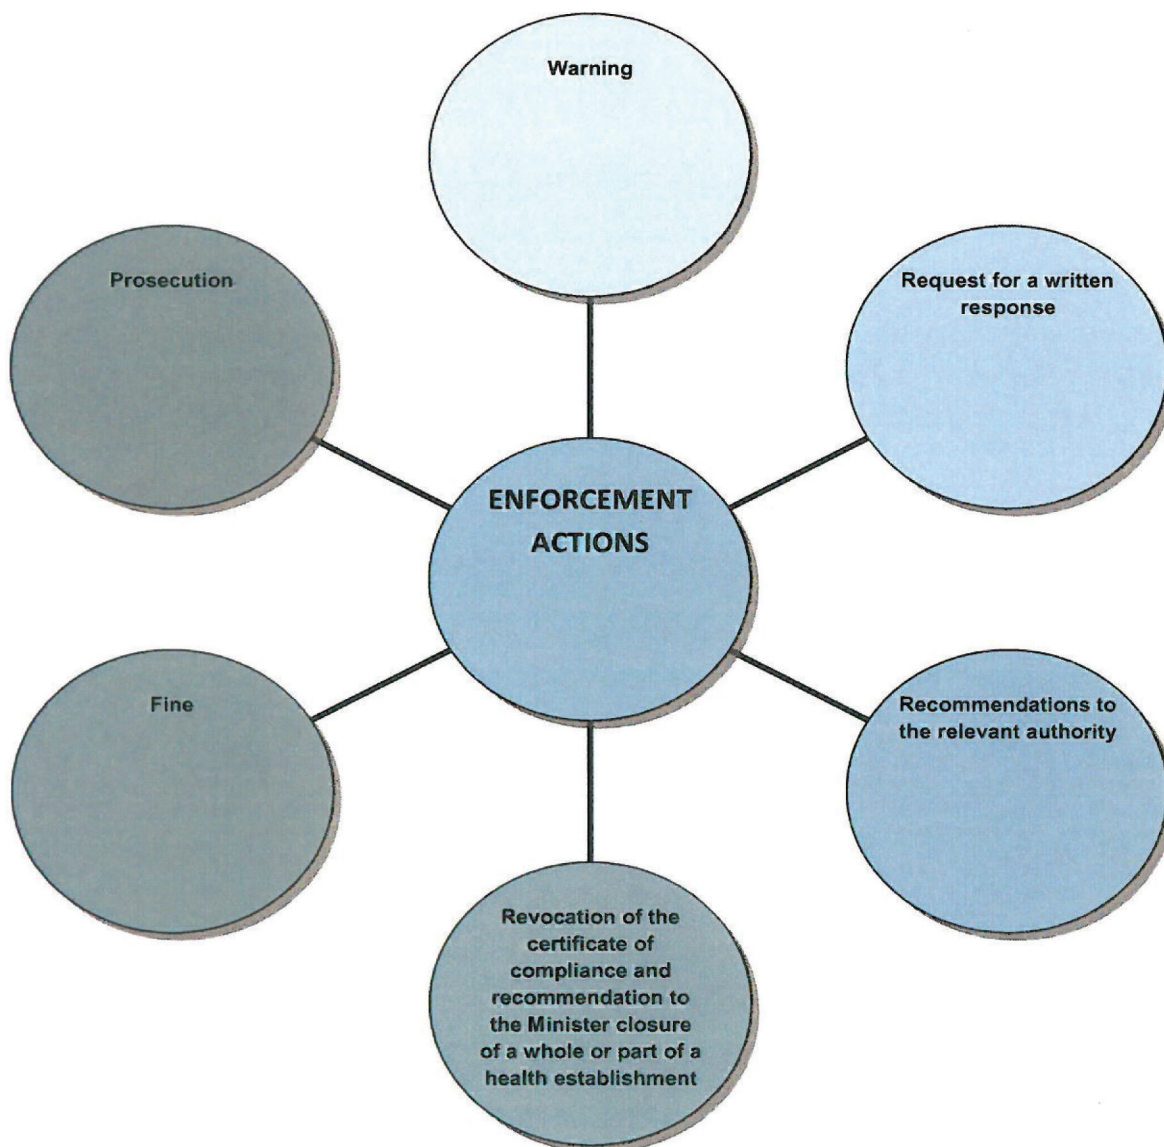 Warning
Prosecution
Request for a written
response
ENFORCEMENT
ACTIONS
Fine
Recommendations to
the relevant authority
Revocation of the
certificate of
compliance and
recommendation to
the Minister closure
of a whole or part of a
health establishment